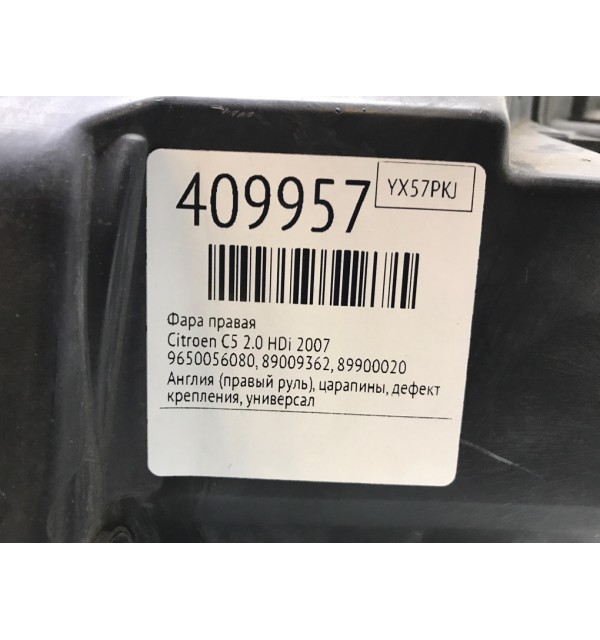 409957
YX57PKJ
Фара правая
Citroen C5 2.0 HDi 2007
9650056080, 89009362, 89900020
Англия (правый руль), царапины, дефект
крепления, универсал